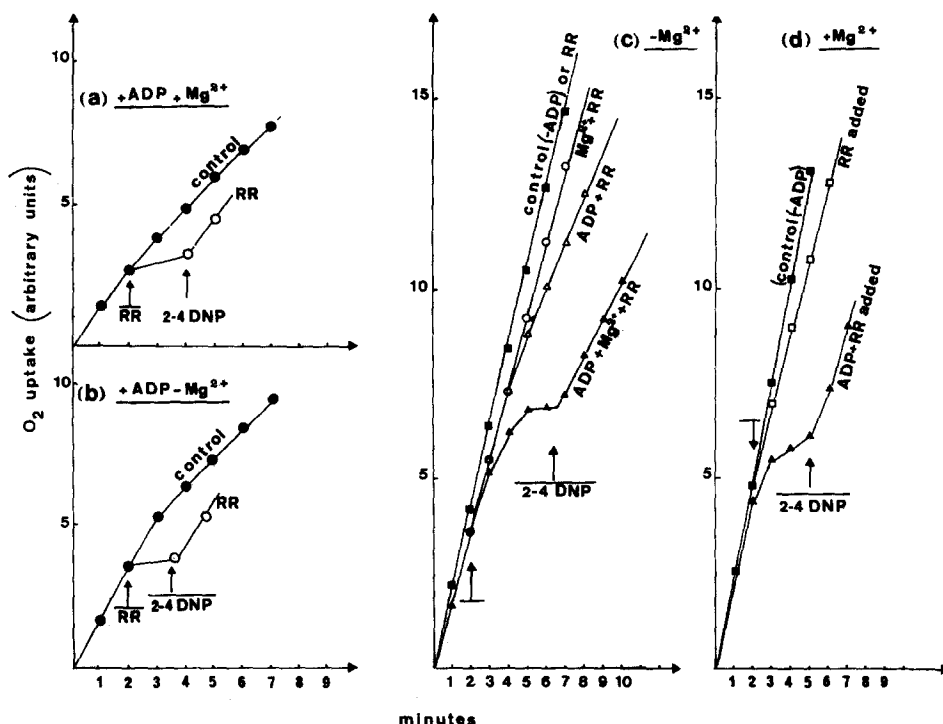 O2 uptake (arbitrary units)
(a) +ADP + Mg2+
10
5
control
RR
RR
2-4 DNP
(b) +ADP-Mg2+
10
5
control
RR
RR
2-4 DNP
1 2 3 4 5 6 7 8 9
(c) -Mg2+
15
10
5
control(-ADP) or RR
Mg2++RR
ADP+RR
ADP+Mg2++RR
2-4 DNP
1 2 3 4 5 6 7 8 9 10
(d) +Mg2+
15
10
5
(control(-ADP)
RR added
ADP+RR added
2-4 DNP
1 2 3 4 5 6 7 8 9
minutes